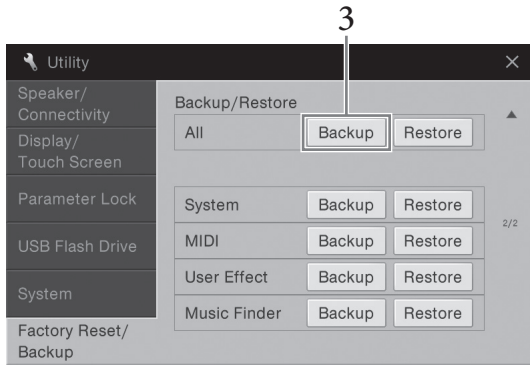 3
Utility
×
Speaker/
Connectivity
Display/
Touch Screen
Parameter Lock
USB Flash Drive
System
Factory Reset/
Backup
Backup/Restore
All Backup Restore
System Backup Restore
MIDI Backup Restore
User Effect Backup Restore
Music Finder Backup Restore
2/2